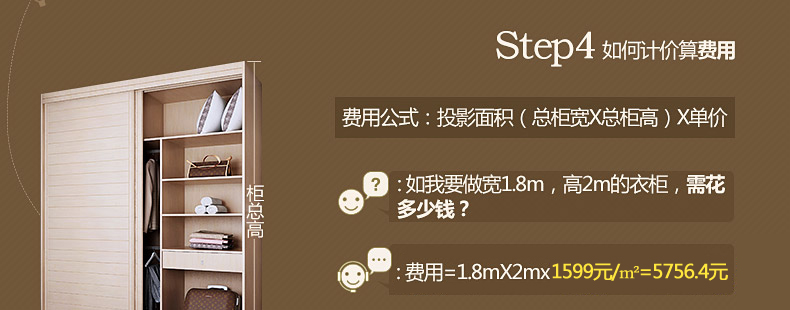 Step4 如何计价算费用
费用公式：投影面积（总柜宽X总柜高）X单价
?
：如我要做宽1.8m，高2m的衣柜，需花
多少钱？
柜总高
...
：费用=1.8mX2mx1599元/㎡=5756.4元